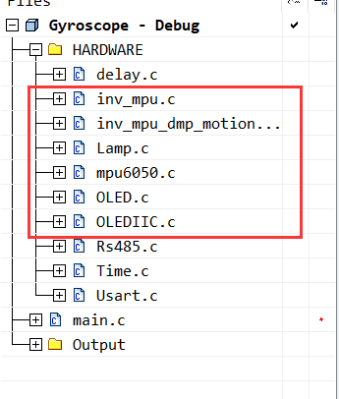 Files
Gyroscope - Debug
HARDWARE
delay.c
inv_mpu.c
inv_mpu_dmp_motion...
Lamp.c
mpu6050.c
OLED.c
OLEDIIC.c
Rs485.c
Time.c
Usart.c
main.c
Output